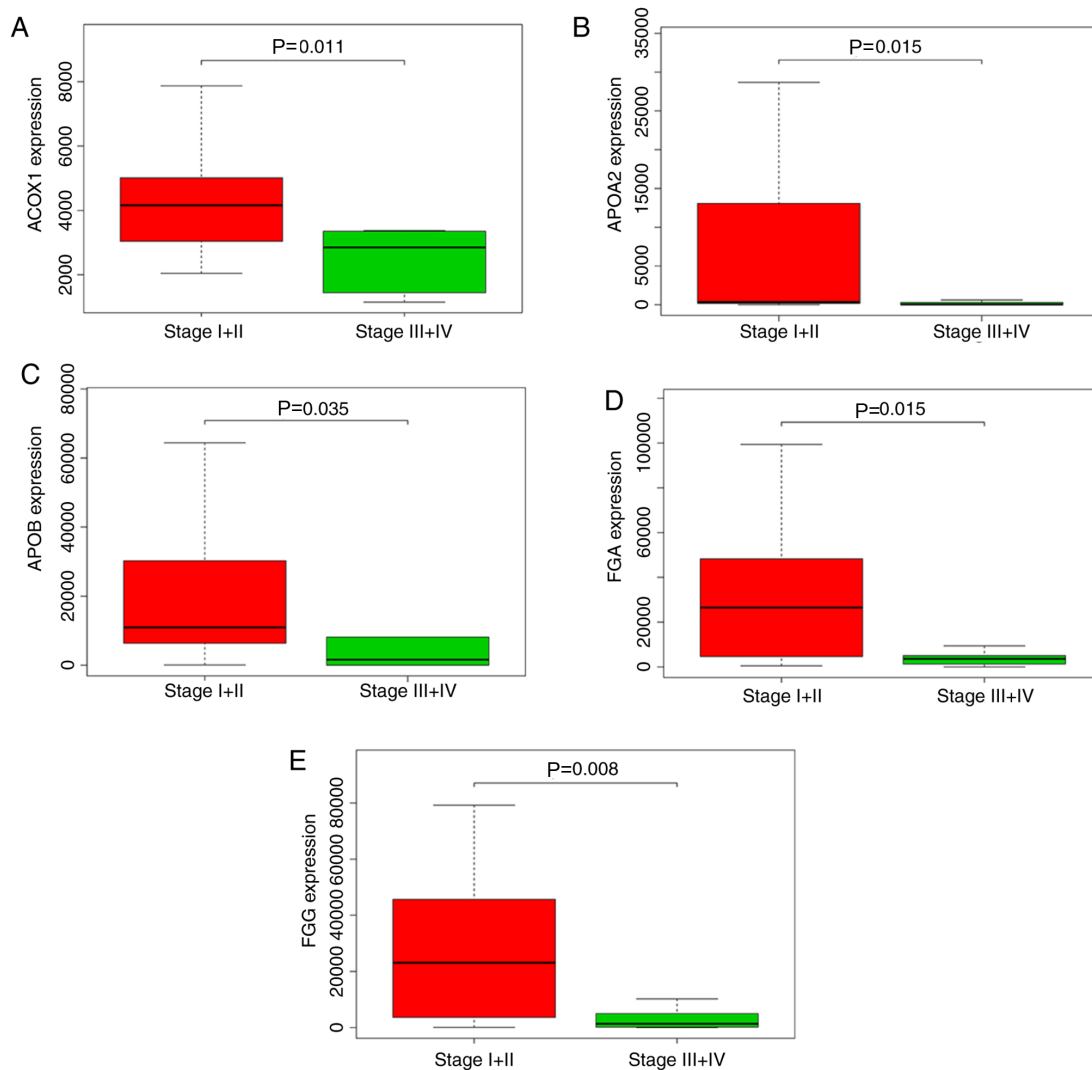 A
P=0.011
ACOX1 expression
8000
6000
4000
2000
Stage I+II
Stage III+IV
B
P=0.015
APOA2 expression
35000
25000
15000
5000
0
Stage I+II
Stage III+IV
C
P=0.035
APOB expression
80000
60000
40000
20000
0
Stage I+II
Stage III+IV
D
P=0.015
FGA expression
100000
60000
20000
0
Stage I+II
Stage III+IV
E
P=0.008
FGG expression
80000
60000
40000
20000
0
Stage I+II
Stage III+IV